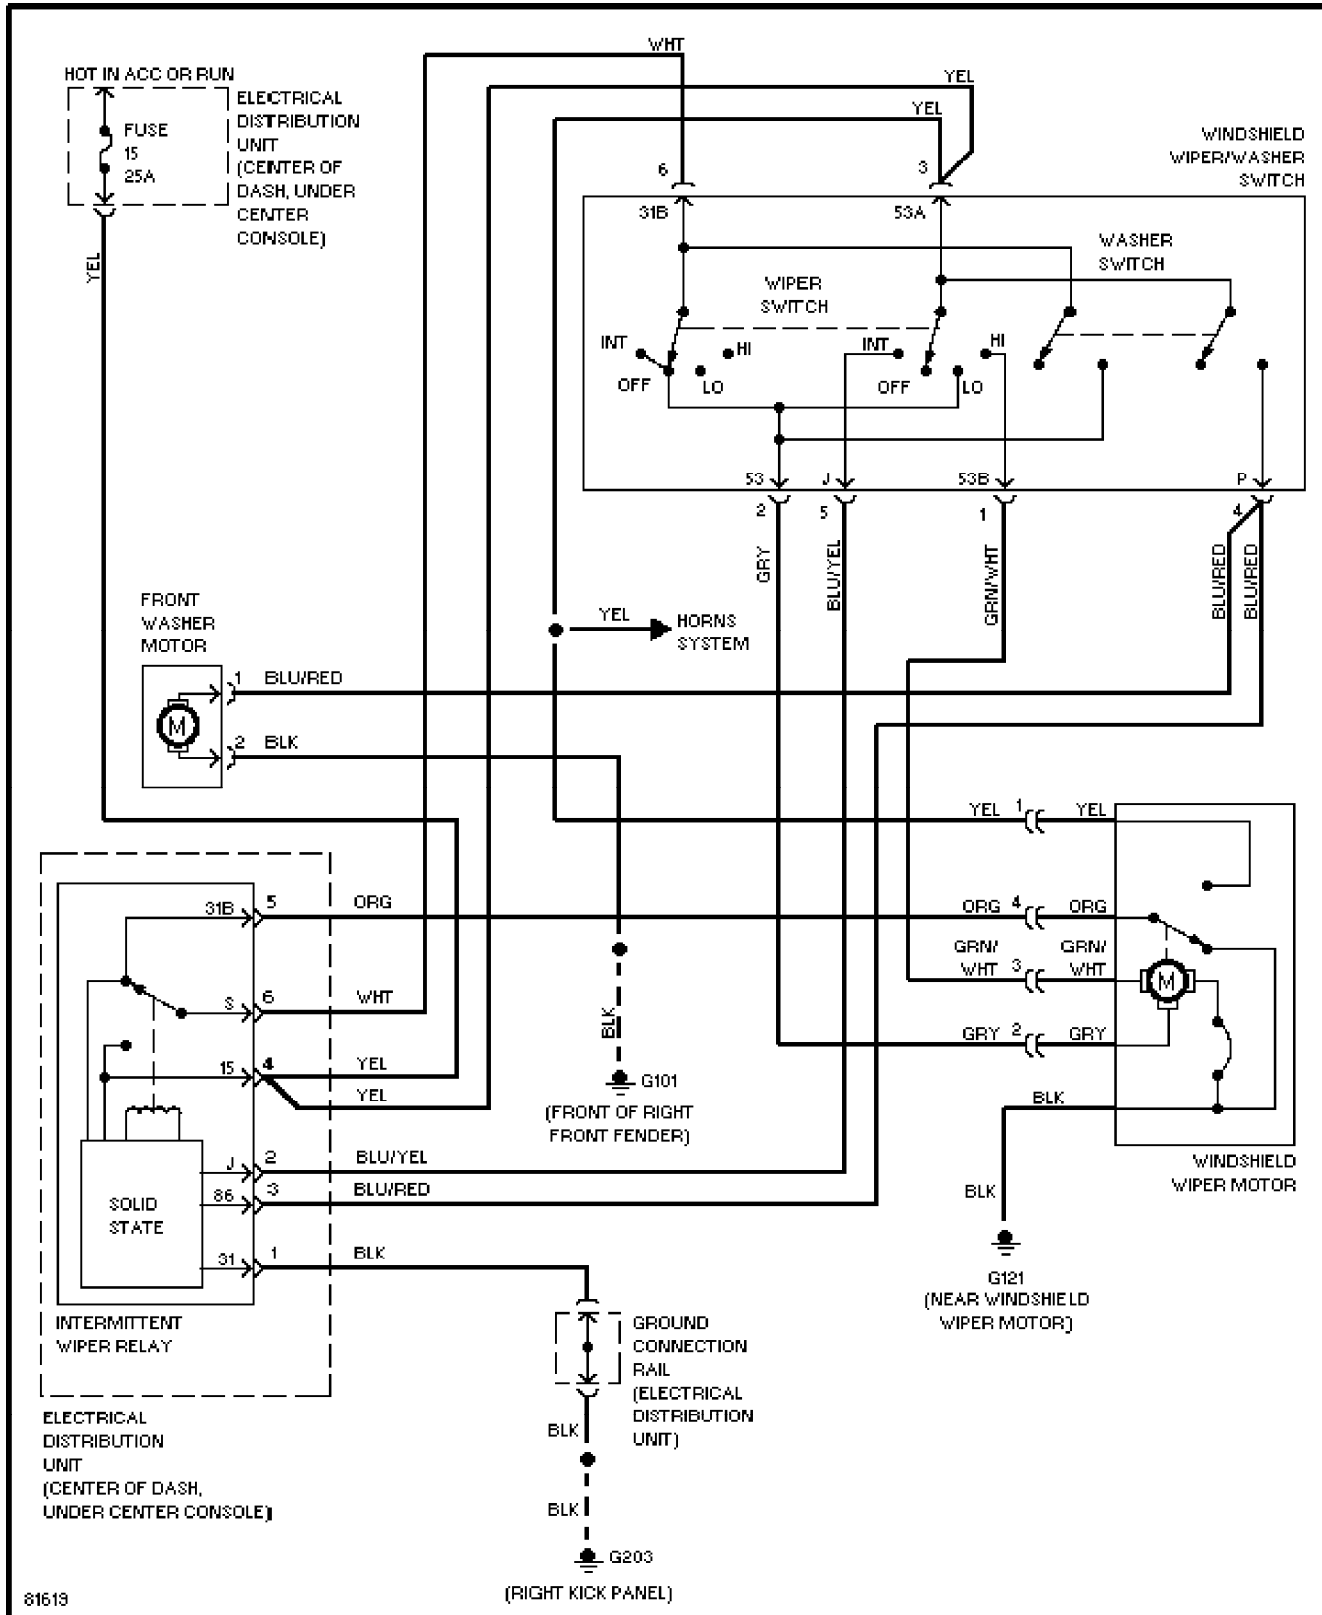 WHT
HOT IN ACC OR RUN
YEL
ELECTRICAL
DISTRIBUTION
UNIT
(CENTER OF
DASH, UNDER
CENTER
CONSOLE)
FUSE
15
25A
YEL
YEL
WINDSHIELD
WIPER/WASHER
SWITCH
6
3
31B
53A
WASHER
SWITCH
WIPER
SWITCH
INT
HI
OFF
LO
INT
HI
OFF
LO
53
J
53B
P
2
5
1
4
GRY
BLU/YEL
GRN/WHT
BLU/RED
BLU/RED
FRONT
WASHER
MOTOR
YEL
HORNS
SYSTEM
1
BLU/RED
M
2
BLK
YEL
1
YEL
31B
5
ORG
ORG
4
ORG
GRN/
WHT
3
GRN/
WHT
M
S
6
WHT
BLK
GRY
2
GRY
15
4
YEL
YEL
G101
(FRONT OF RIGHT
FRONT FENDER)
BLK
J
2
BLU/YEL
86
3
BLU/RED
SOLID
STATE
31
1
BLK
WINDSHIELD
WIPER MOTOR
BLK
G121
(NEAR WINDSHIELD
WIPER MOTOR)
INTERMITTENT
WIPER RELAY
GROUND
CONNECTION
RAIL
(ELECTRICAL
DISTRIBUTION
UNIT)
ELECTRICAL
DISTRIBUTION
UNIT
(CENTER OF DASH,
UNDER CENTER CONSOLE)
BLK
BLK
G203
(RIGHT KICK PANEL)
81619